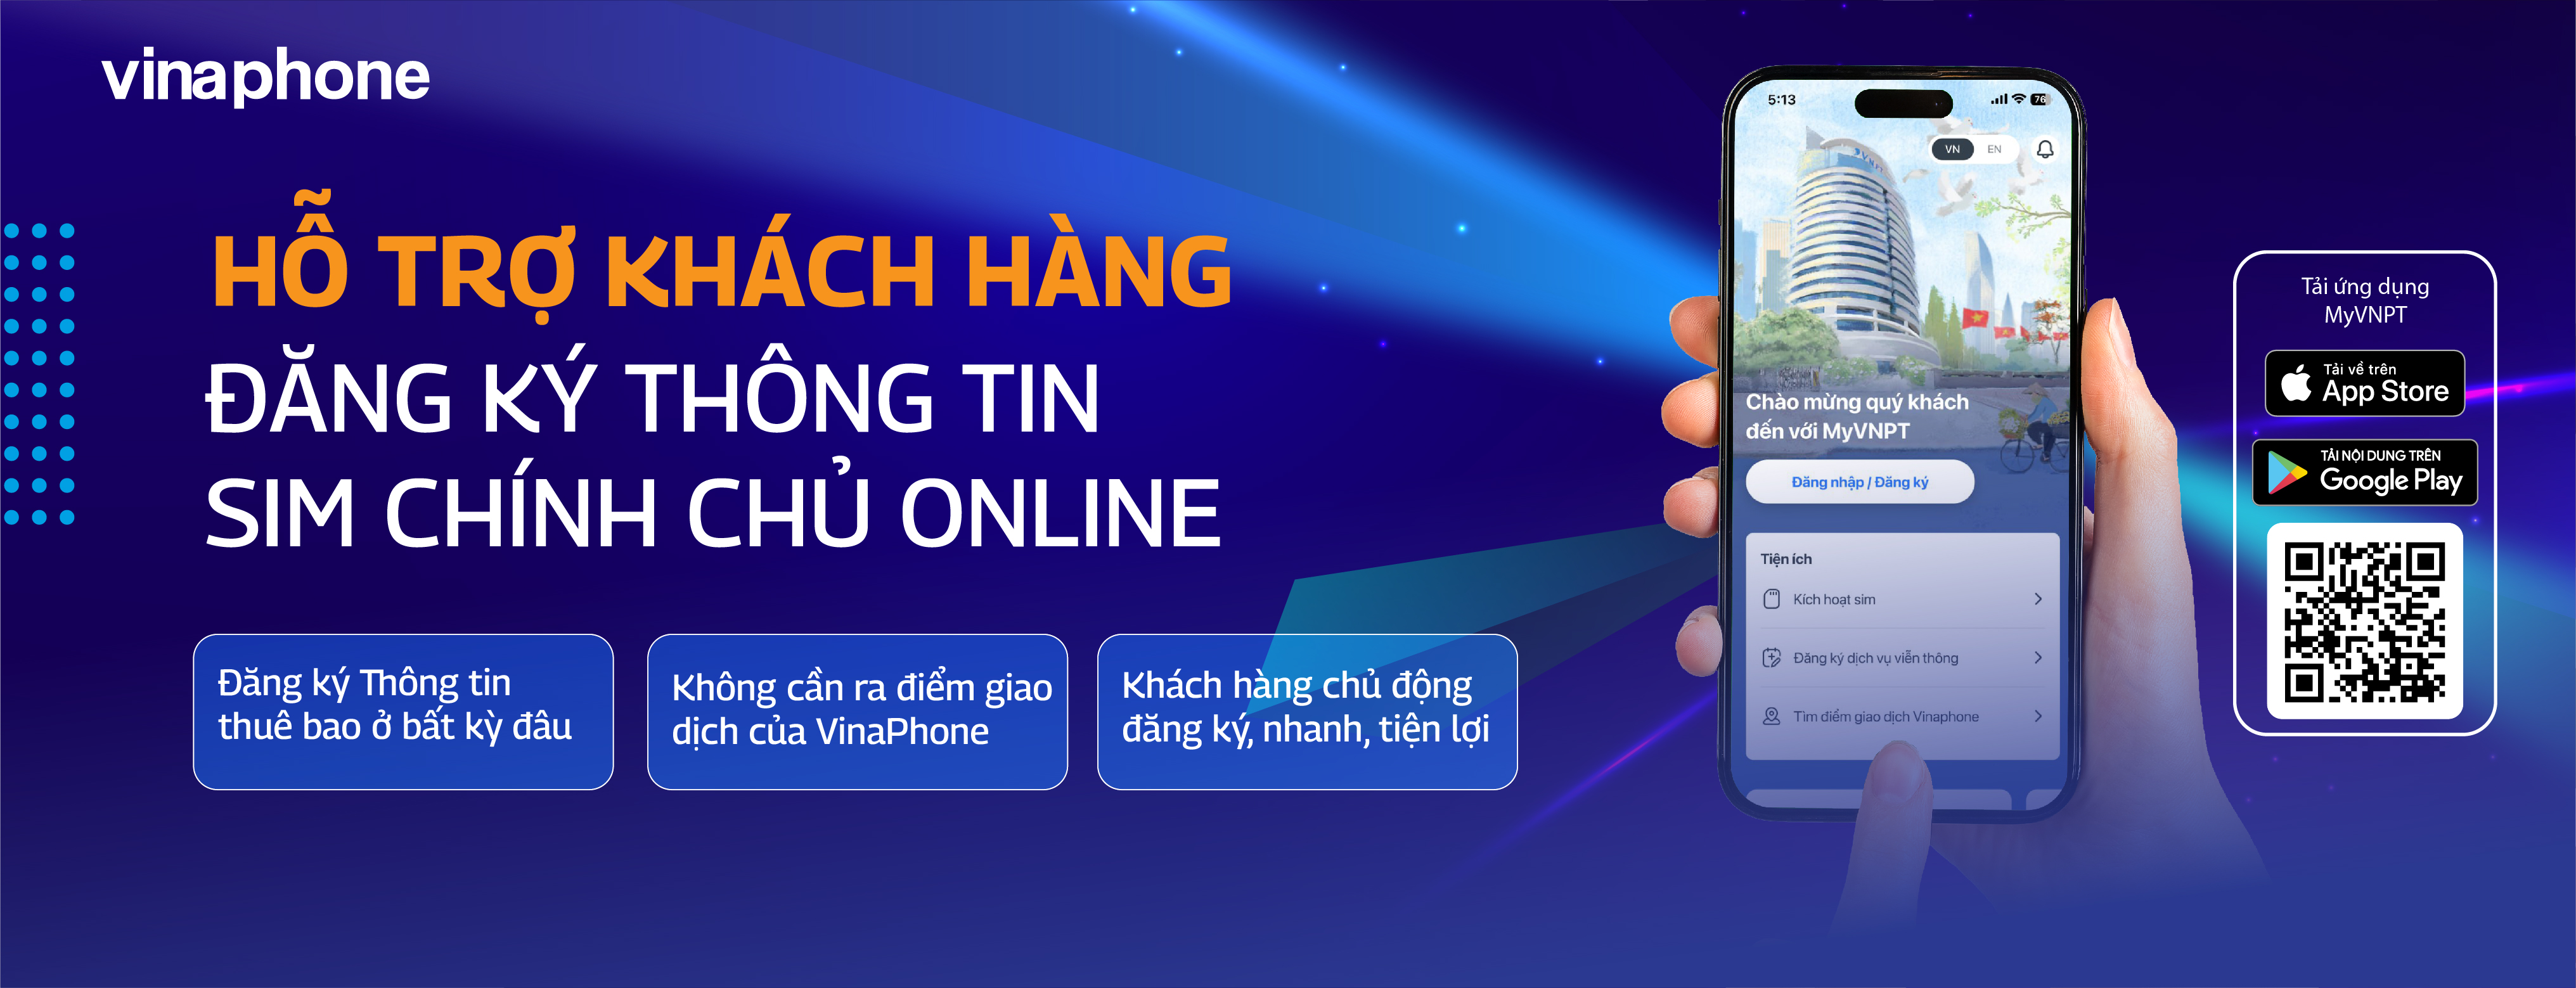 vinaphone
HỖ TRỢ KHÁCH HÀNG
ĐĂNG KÝ THÔNG TIN
SIM CHÍNH CHỦ ONLINE
Đăng ký Thông tin
thuê bao ở bất kỳ đâu
Không cần ra điểm giao
dịch của VinaPhone
Khách hàng chủ động
đăng ký, nhanh, tiện lợi
5:13
76
VN EN
Chào mừng quý khách
đến với MyVNPT
Đăng nhập / Đăng ký
Tiện ích
Kích hoạt sim
Đăng ký dịch vụ viễn thông
Tìm điểm giao dịch Vinaphone
Tải ứng dụng
MyVNPT
Tải về trên
App Store
TẢI NỘI DUNG TRÊN
Google Play